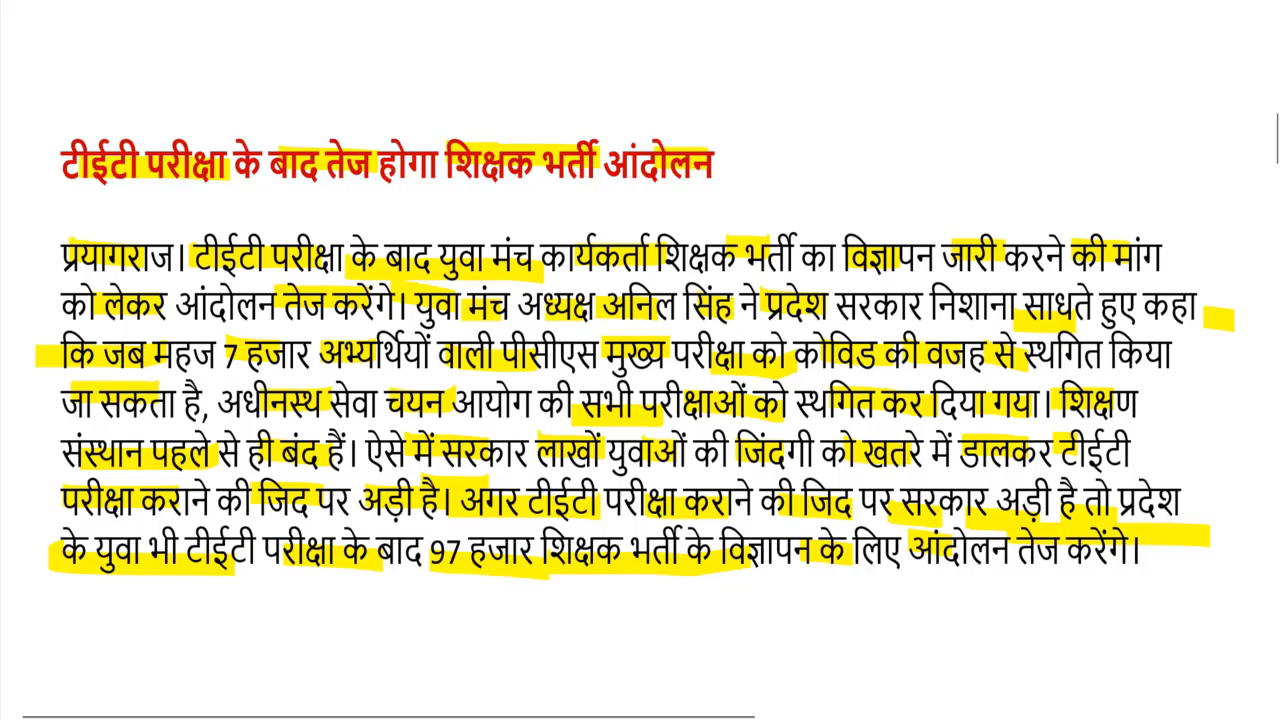 टीईटी परीक्षा के बाद तेज होगा शिक्षक भर्ती आंदोलन
प्रयागराज। टीईटी परीक्षा के बाद युवा मंच कार्यकर्ता शिक्षक भर्ती का विज्ञापन जारी करने की मांग
को लेकर आंदोलन तेज करेंगे। युवा मंच अध्यक्ष अनिल सिंह ने प्रदेश सरकार निशाना साधते हुए कहा
कि जब महज 7 हजार अभ्यर्थियों वाली पीसीएस मुख्य परीक्षा को कोविड की वजह से स्थगित किया
जा सकता है, अधीनस्थ सेवा चयन आयोग की सभी परीक्षाओं को स्थगित कर दिया गया। शिक्षण
संस्थान पहले से ही बंद हैं। ऐसे में सरकार लाखों युवाओं की जिंदगी को खतरे में डालकर टीईटी
परीक्षा कराने की जिद पर अड़ी है। अगर टीईटी परीक्षा कराने की जिद पर सरकार अड़ी है तो प्रदेश
के युवा भी टीईटी परीक्षा के बाद 97 हजार शिक्षक भर्ती के विज्ञापन के लिए आंदोलन तेज करेंगे।